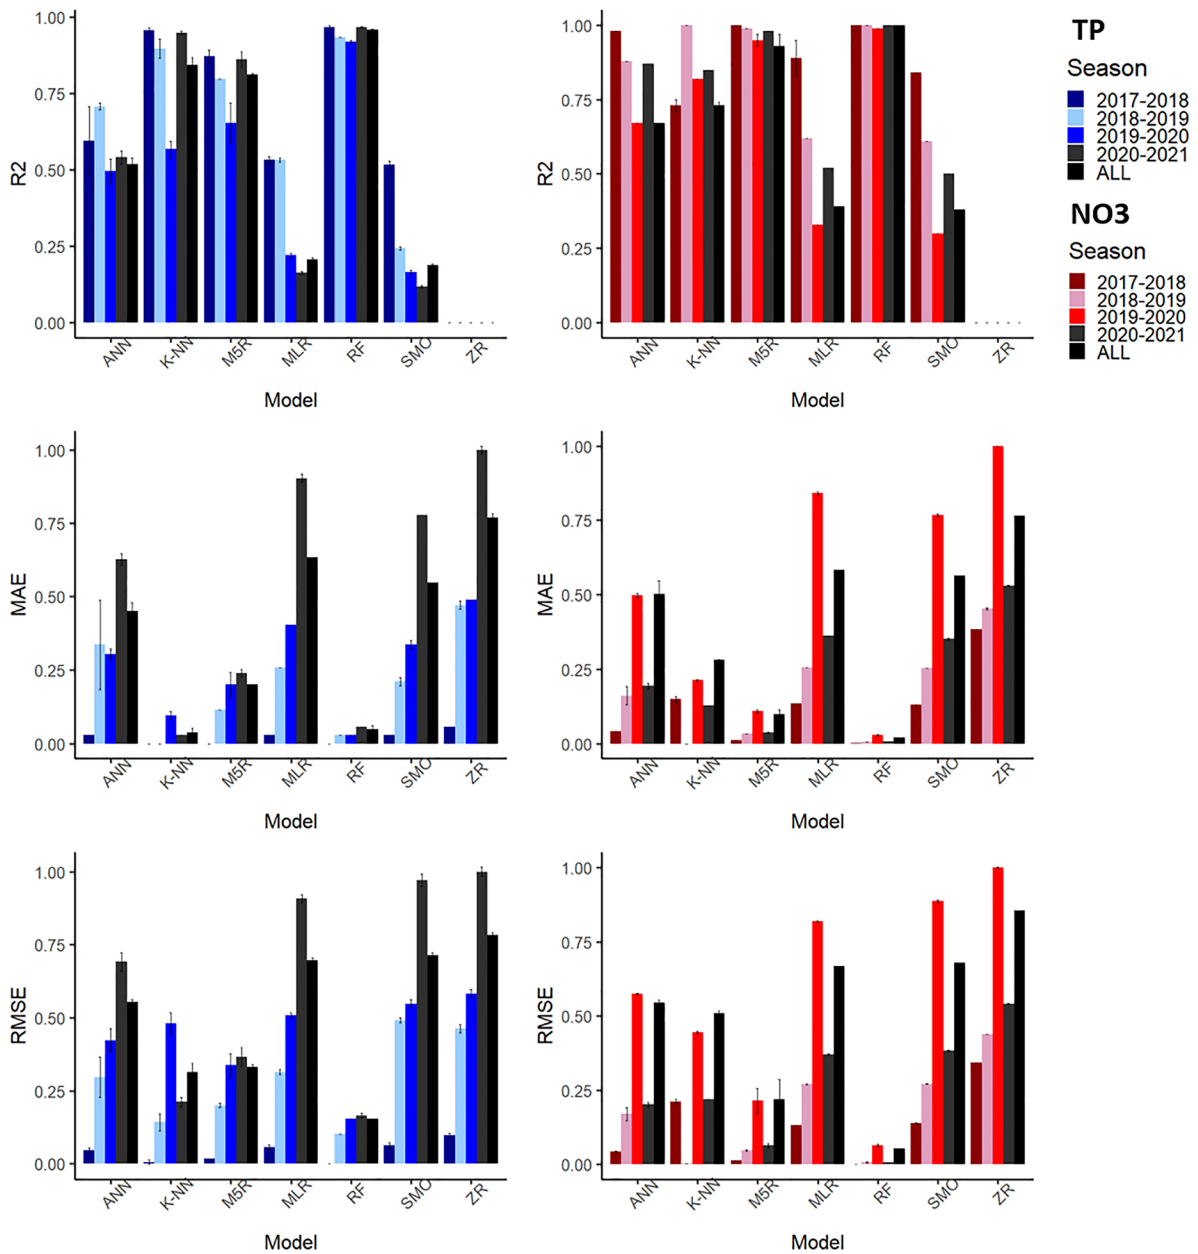 1.00
0.75
0.50
0.25
0.00
R2
ANN
K-NN
M5R
MLR
RF
SMO
ZR
Model
1.00
0.75
0.50
0.25
0.00
R2
ANN
K-NN
M5R
MLR
RF
SMO
ZR
Model
TP
Season
2017-2018
2018-2019
2019-2020
2020-2021
ALL
NO3
Season
2017-2018
2018-2019
2019-2020
2020-2021
ALL
1.00
0.75
0.50
0.25
0.00
MAE
ANN
K-NN
M5R
MLR
RF
SMO
ZR
Model
1.00
0.75
0.50
0.25
0.00
MAE
ANN
K-NN
M5R
MLR
RF
SMO
ZR
Model
1.00
0.75
0.50
0.25
0.00
RMSE
ANN
K-NN
M5R
MLR
RF
SMO
ZR
Model
1.00
0.75
0.50
0.25
0.00
RMSE
ANN
K-NN
M5R
MLR
RF
SMO
ZR
Model